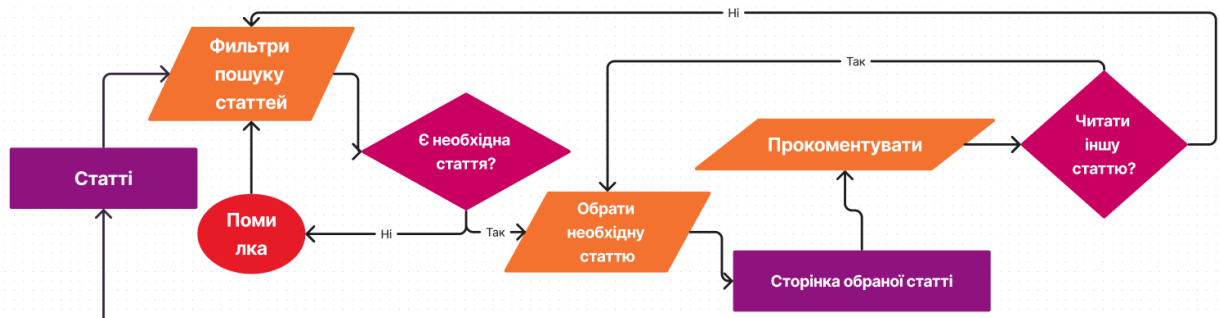 Ні
Фильтри
пошуку
статтей
Так
Є необхідна
стаття?
Прокоментувати
Читати
іншу
статтю?
Статті
Поми
лка
Ні
Так
Обрати
необхідну
статтю
Сторінка обраної статті